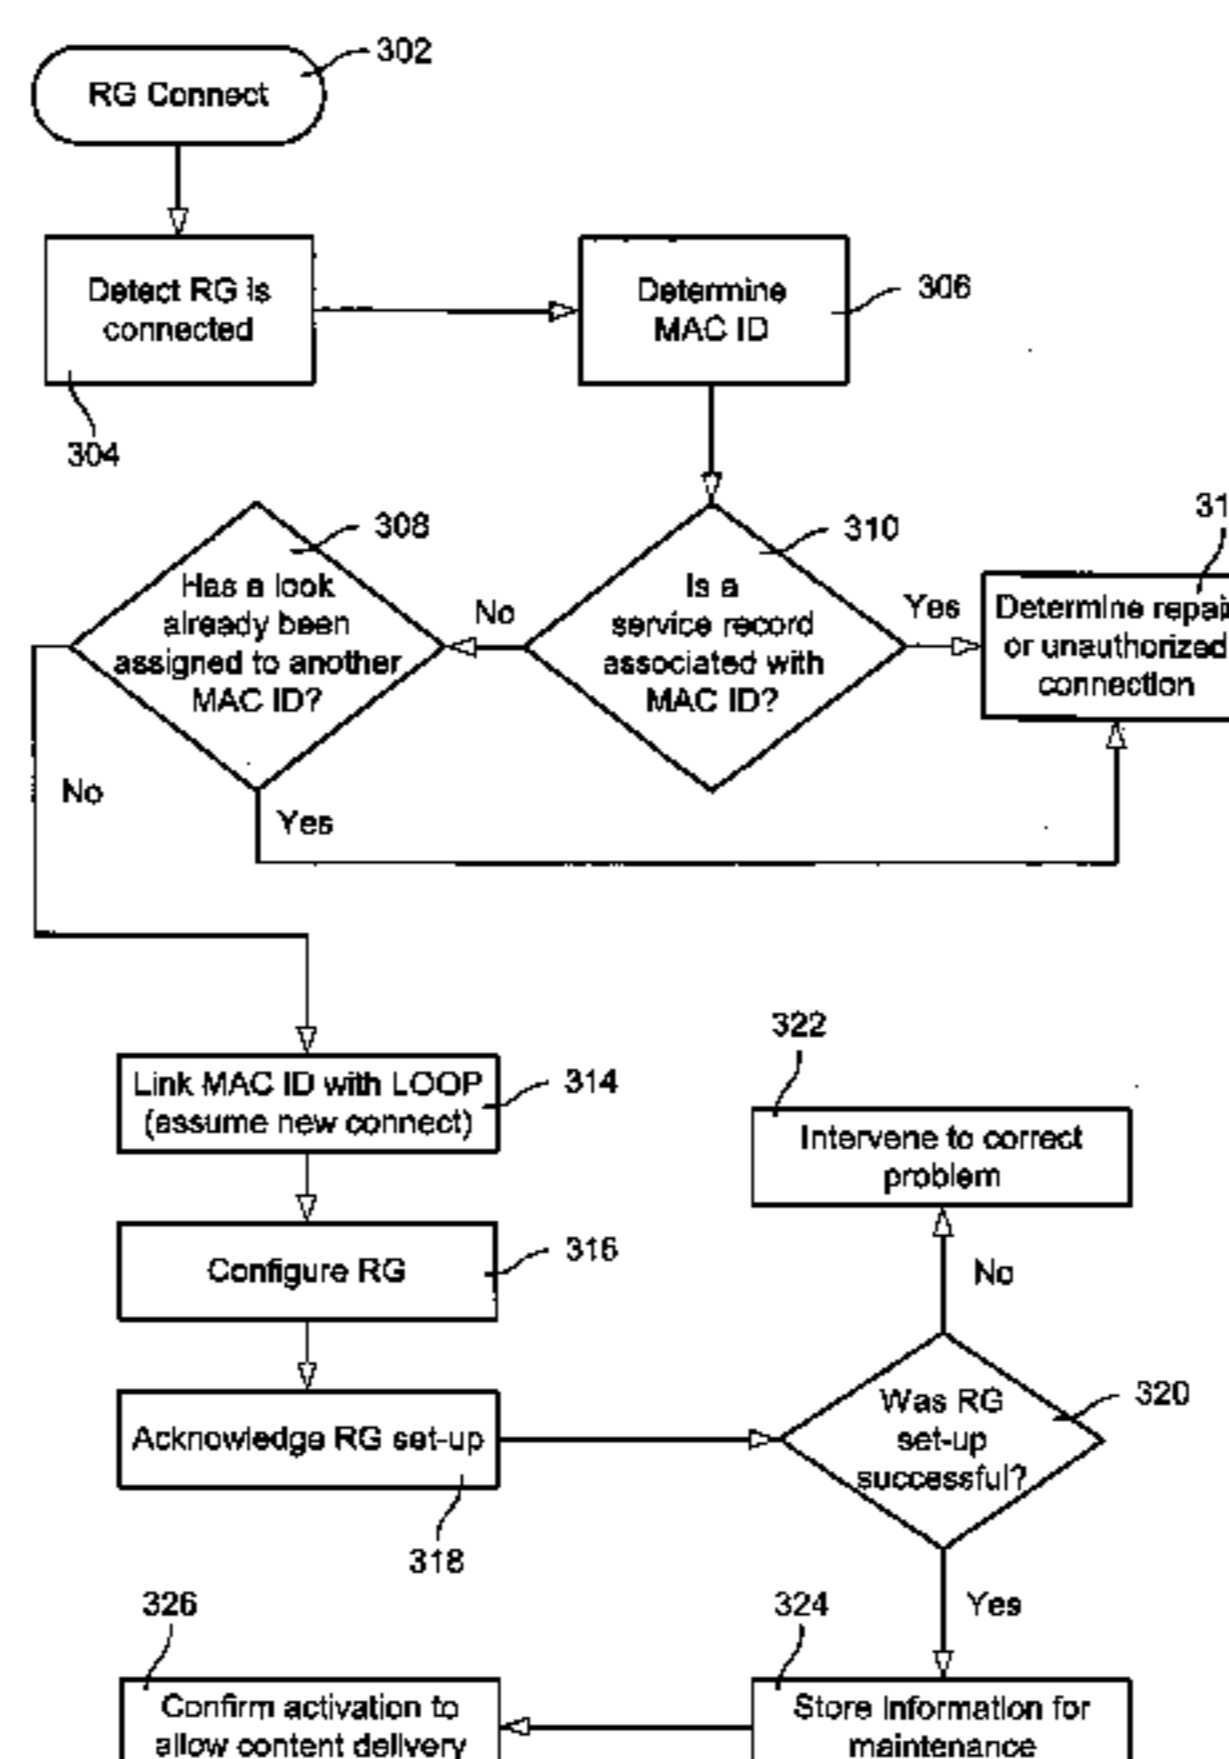 302
RG Connect
Detect RG is
connected
304
Determine
MAC ID
306
308
Has a look
already been
assigned to another
MAC ID?
No
310
Is a
service record
associated with
MAC ID?
Yes
Determine repair
or unauthorized
connection
No
Yes
Link MAC ID with LOOP
(assume new connect)
314
322
Intervene to correct
problem
Configure RG
316
No
Acknowledge RG set-up
318
Was RG
set-up
successful?
320
Yes
326
Confirm activation to
allow content delivery
324
Store Information for
maintenance